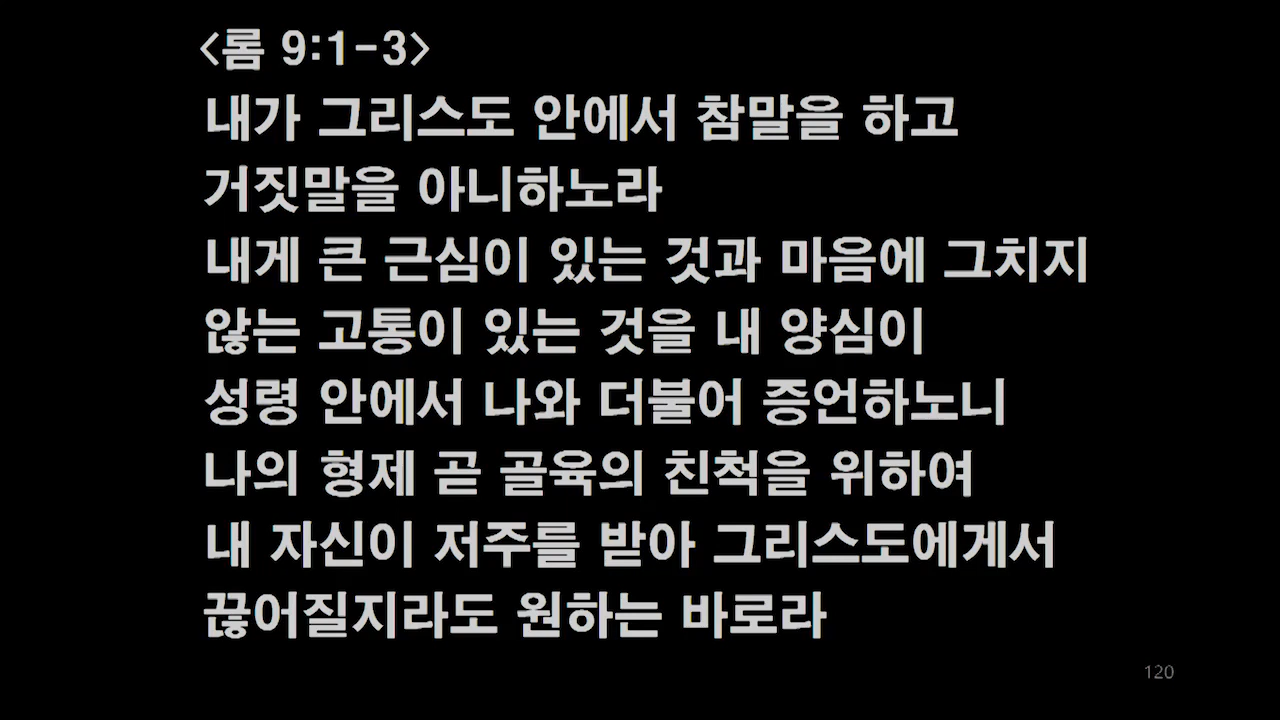 <롬 9:1-3>
내가 그리스도 안에서 참말을 하고
거짓말을 아니하노라
내게 큰 근심이 있는 것과 마음에 그치지
않는 고통이 있는 것을 내 양심이
성령 안에서 나와 더불어 증언하노니
나의 형제 곧 골육의 친척을 위하여
내 자신이 저주를 받아 그리스도에게서
끊어질지라도 원하는 바로라
120